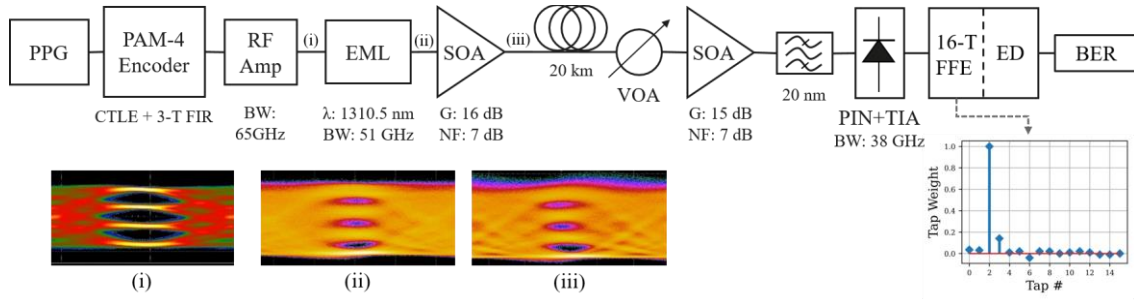 PPG
PAM-4
Encoder
CTLE + 3-T FIR
RF
Amp
BW:
65GHz
(i)
EML
λ: 1310.5 nm
BW: 51 GHz
(ii)
SOA
G: 16 dB
NF: 7 dB
(iii)
20 km
VOA
SOA
G: 15 dB
NF: 7 dB
20 nm
PIN+TIA
BW: 38 GHz
16-T
FFE
ED
BER
(i)
(ii)
(iii)
Tap Weight
1.0
0.8
0.6
0.4
0.2
0.0
0 2 4 6 8 10 12 14
Tap #